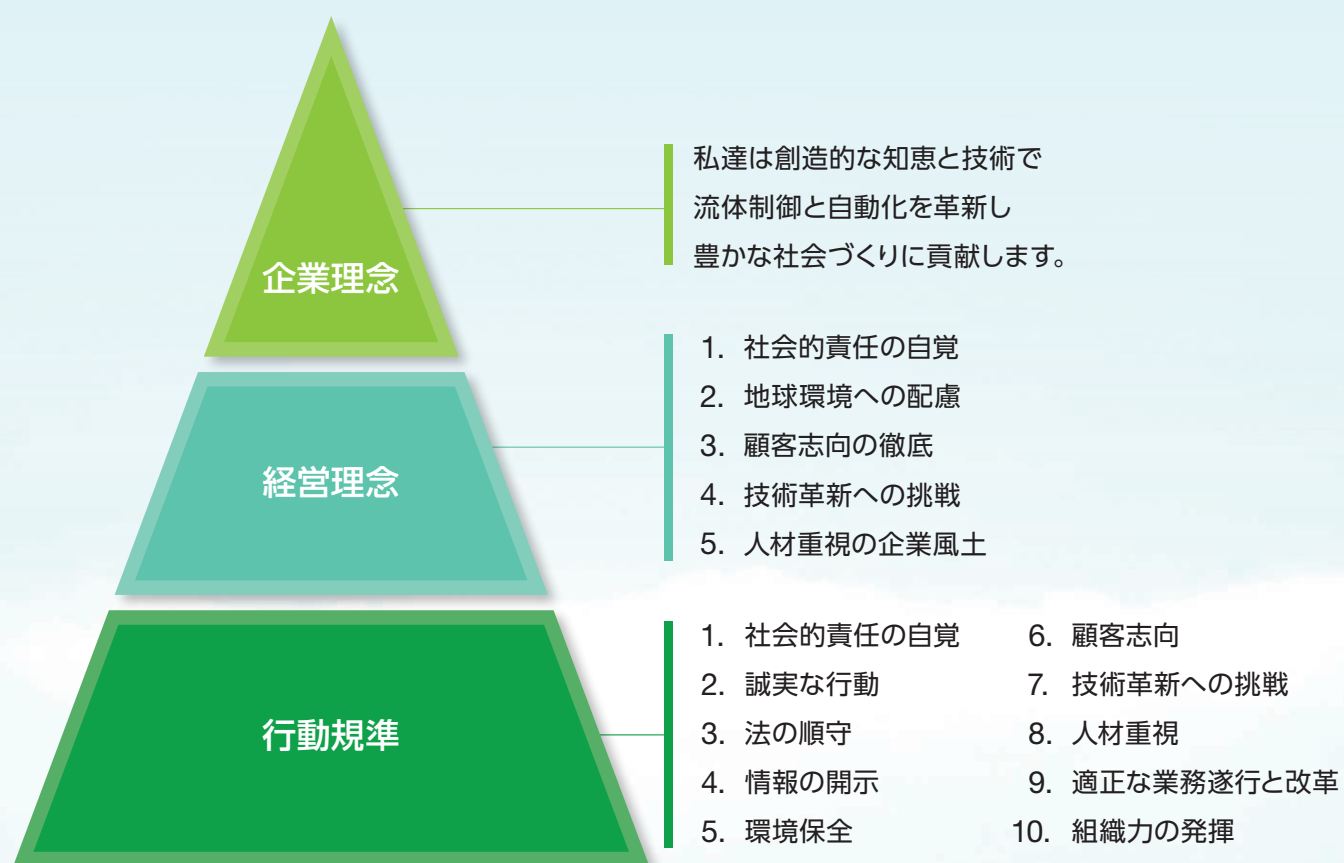 企業理念
私達は創造的な知恵と技術で
流体制御と自動化を革新し
豊かな社会づくりに貢献します。
経営理念
1. 社会的責任の自覚
2. 地球環境への配慮
3. 顧客志向の徹底
4. 技術革新への挑戦
5. 人材重視の企業風土
行動規準
1. 社会的責任の自覚
2. 誠実な行動
3. 法の順守
4. 情報の開示
5. 環境保全
6. 顧客志向
7. 技術革新への挑戦
8. 人材重視
9. 適正な業務遂行と改革
10. 組織力の発揮